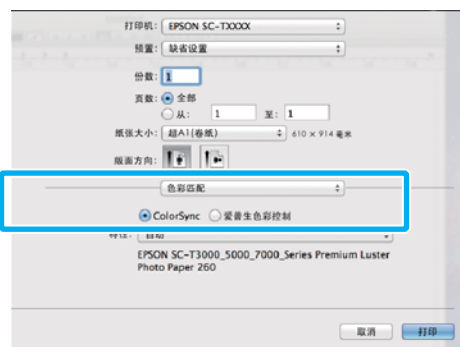 打印机: EPSON SC-TXXXX
预置: 缺省设置
份数: 1
页数: 全部
从: 1 至: 1
纸张大小: 超A1(卷纸) 610 × 914 毫米
版面方向:
色彩匹配
ColorSync 爱普生色彩控制
特性: 自动
EPSON SC-T3000_5000_7000_Series Premium Luster
Photo Paper 260
取消 打印